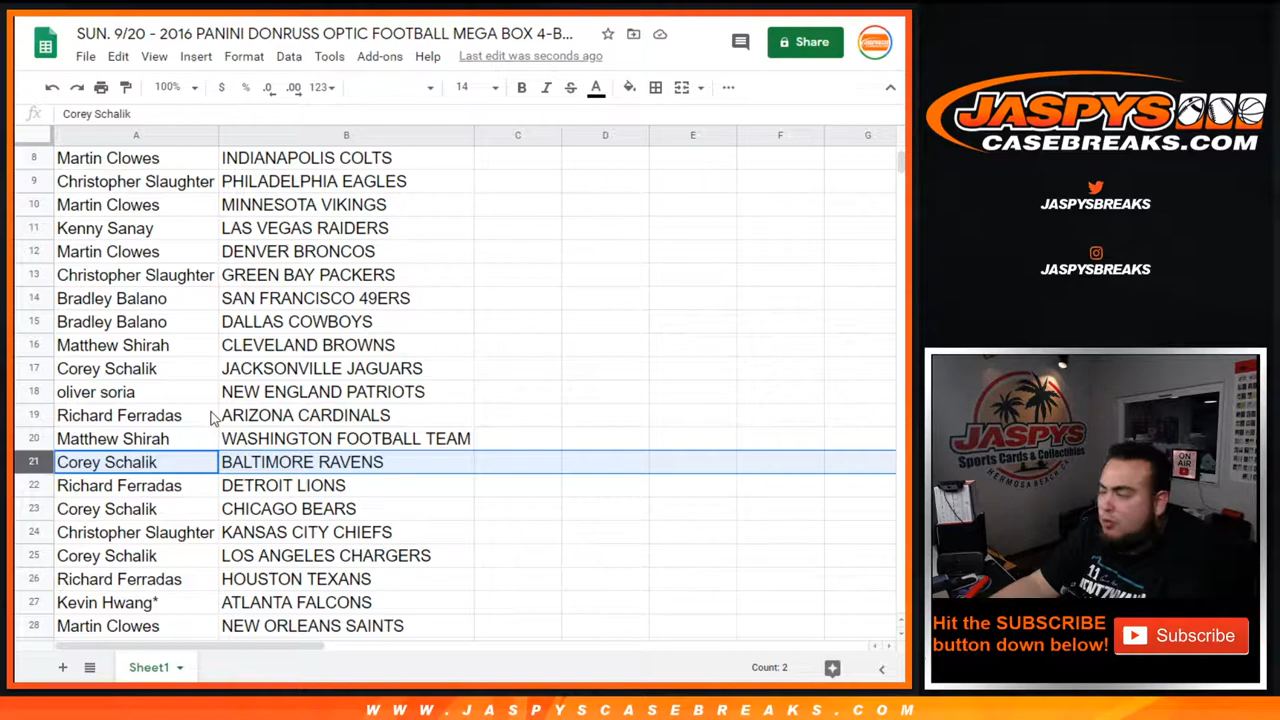 SUN. 9/20 - 2016 PANINI DONRUSS OPTIC FOOTBALL MEGA BOX 4-B...
File Edit View Insert Format Data Tools Add-ons Help Last edit was seconds ago
Share
100% $ % .0 .00 123 14 B I S A
fx Corey Schalik
A B C D E F G
8 Martin Clowes INDIANAPOLIS COLTS
9 Christopher Slaughter PHILADELPHIA EAGLES
10 Martin Clowes MINNESOTA VIKINGS
11 Kenny Sanay LAS VEGAS RAIDERS
12 Martin Clowes DENVER BRONCOS
13 Christopher Slaughter GREEN BAY PACKERS
14 Bradley Balano SAN FRANCISCO 49ERS
15 Bradley Balano DALLAS COWBOYS
16 Matthew Shirah CLEVELAND BROWNS
17 Corey Schalik JACKSONVILLE JAGUARS
18 oliver soria NEW ENGLAND PATRIOTS
19 Richard Ferradas ARIZONA CARDINALS
20 Matthew Shirah WASHINGTON FOOTBALL TEAM
21 Corey Schalik BALTIMORE RAVENS
22 Richard Ferradas DETROIT LIONS
23 Corey Schalik CHICAGO BEARS
24 Christopher Slaughter KANSAS CITY CHIEFS
25 Corey Schalik LOS ANGELES CHARGERS
26 Richard Ferradas HOUSTON TEXANS
27 Kevin Hwang* ATLANTA FALCONS
28 Martin Clowes NEW ORLEANS SAINTS
Sheet1
Count: 2
JASPYS
CASEBREAKS.COM
JASPYSBREAKS
JASPYSBREAKS
JASPYS
Sports Cards & Collectibles
HERMOSA BEACH, CA
ON AIR
11
Hit the SUBSCRIBE
button down below!
Subscribe
WWW.JASPYSCASEBREAKS.COM